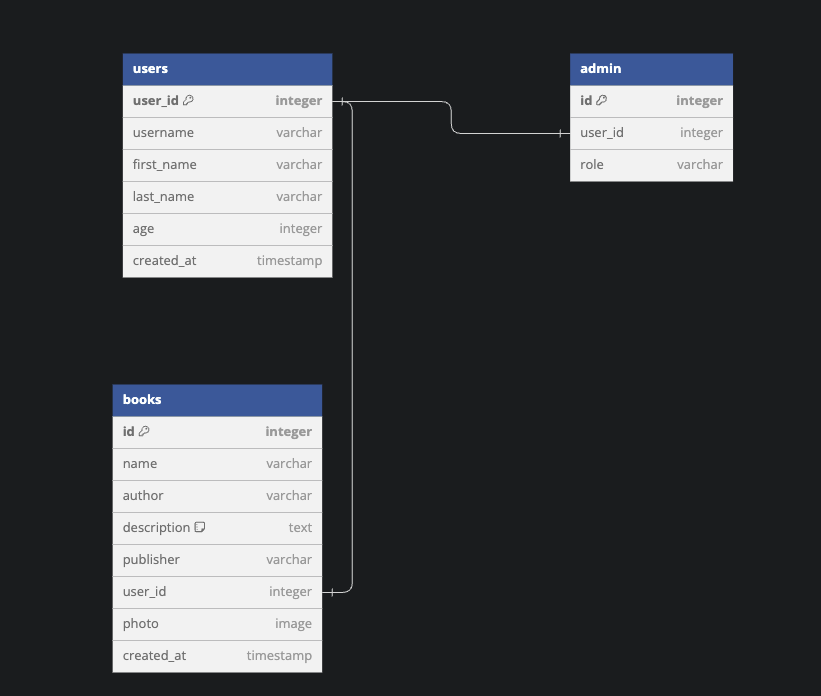 users
user_id integer
username varchar
first_name varchar
last_name varchar
age integer
created_at timestamp
admin
id integer
user_id integer
role varchar
books
id integer
name varchar
author varchar
description text
publisher varchar
user_id integer
photo image
created_at timestamp